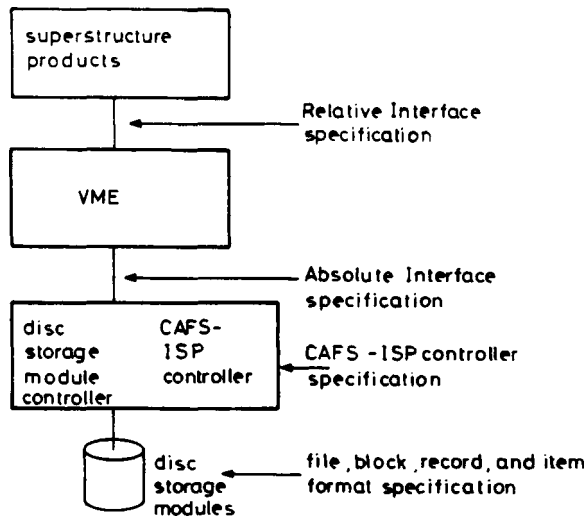 superstructure
products
Relative Interface
specification
VME
Absolute Interface
specification
disc
storage
module
controller
CAFS-
ISP
controller
CAFS -ISP controller
specification
disc
storage
modules
file, block, record, and item
format specification